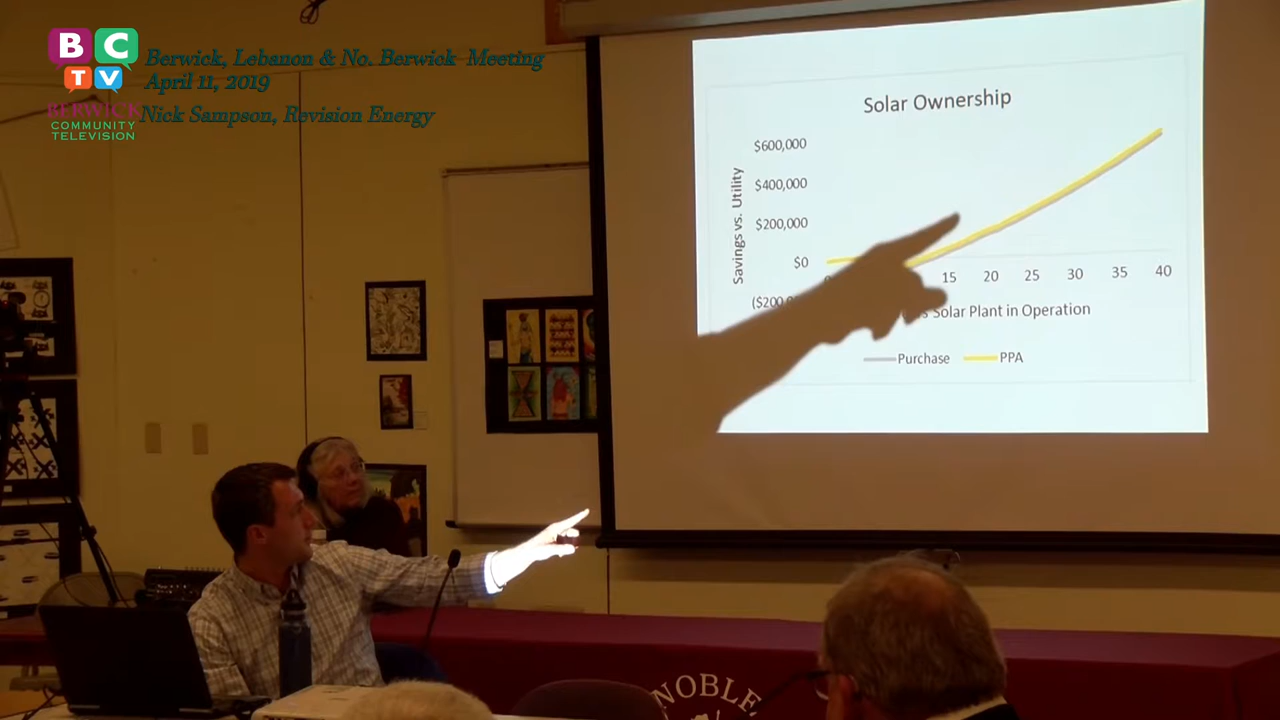 B C
TV
BERWICK
COMMUNITY
TELEVISION
Berwick, Lebanon & No. Berwick Meeting
April 11, 2019
Nick Sampson, Revision Energy
Solar Ownership
Savings vs. Utility
$600,000
$400,000
$200,000
$0
15 20 25 30 35 40
Solar Plant in Operation
Purchase PPA
NOBLE